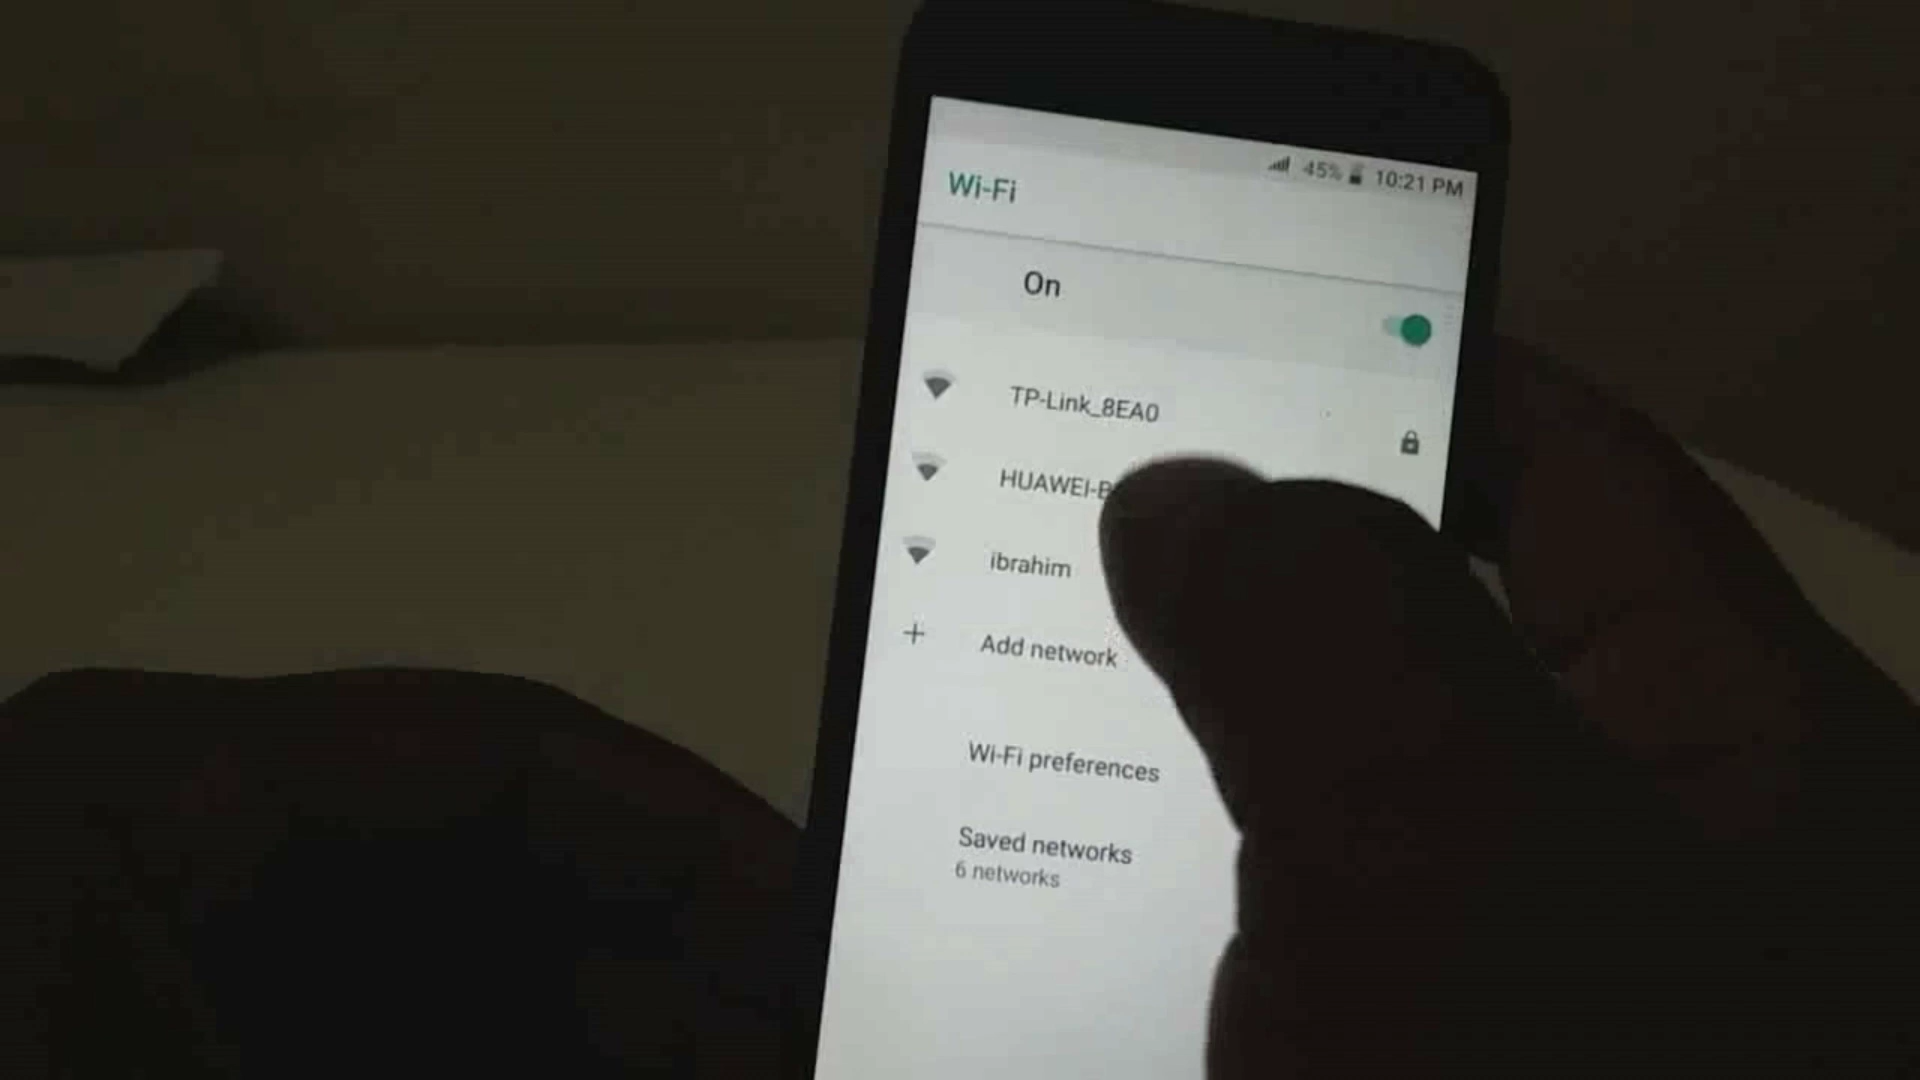 45% 10:21 PM
Wi-Fi
On
TP-Link_8EA0
HUAWEI-
ibrahim
Add network
Wi-Fi preferences
Saved networks
6 networks